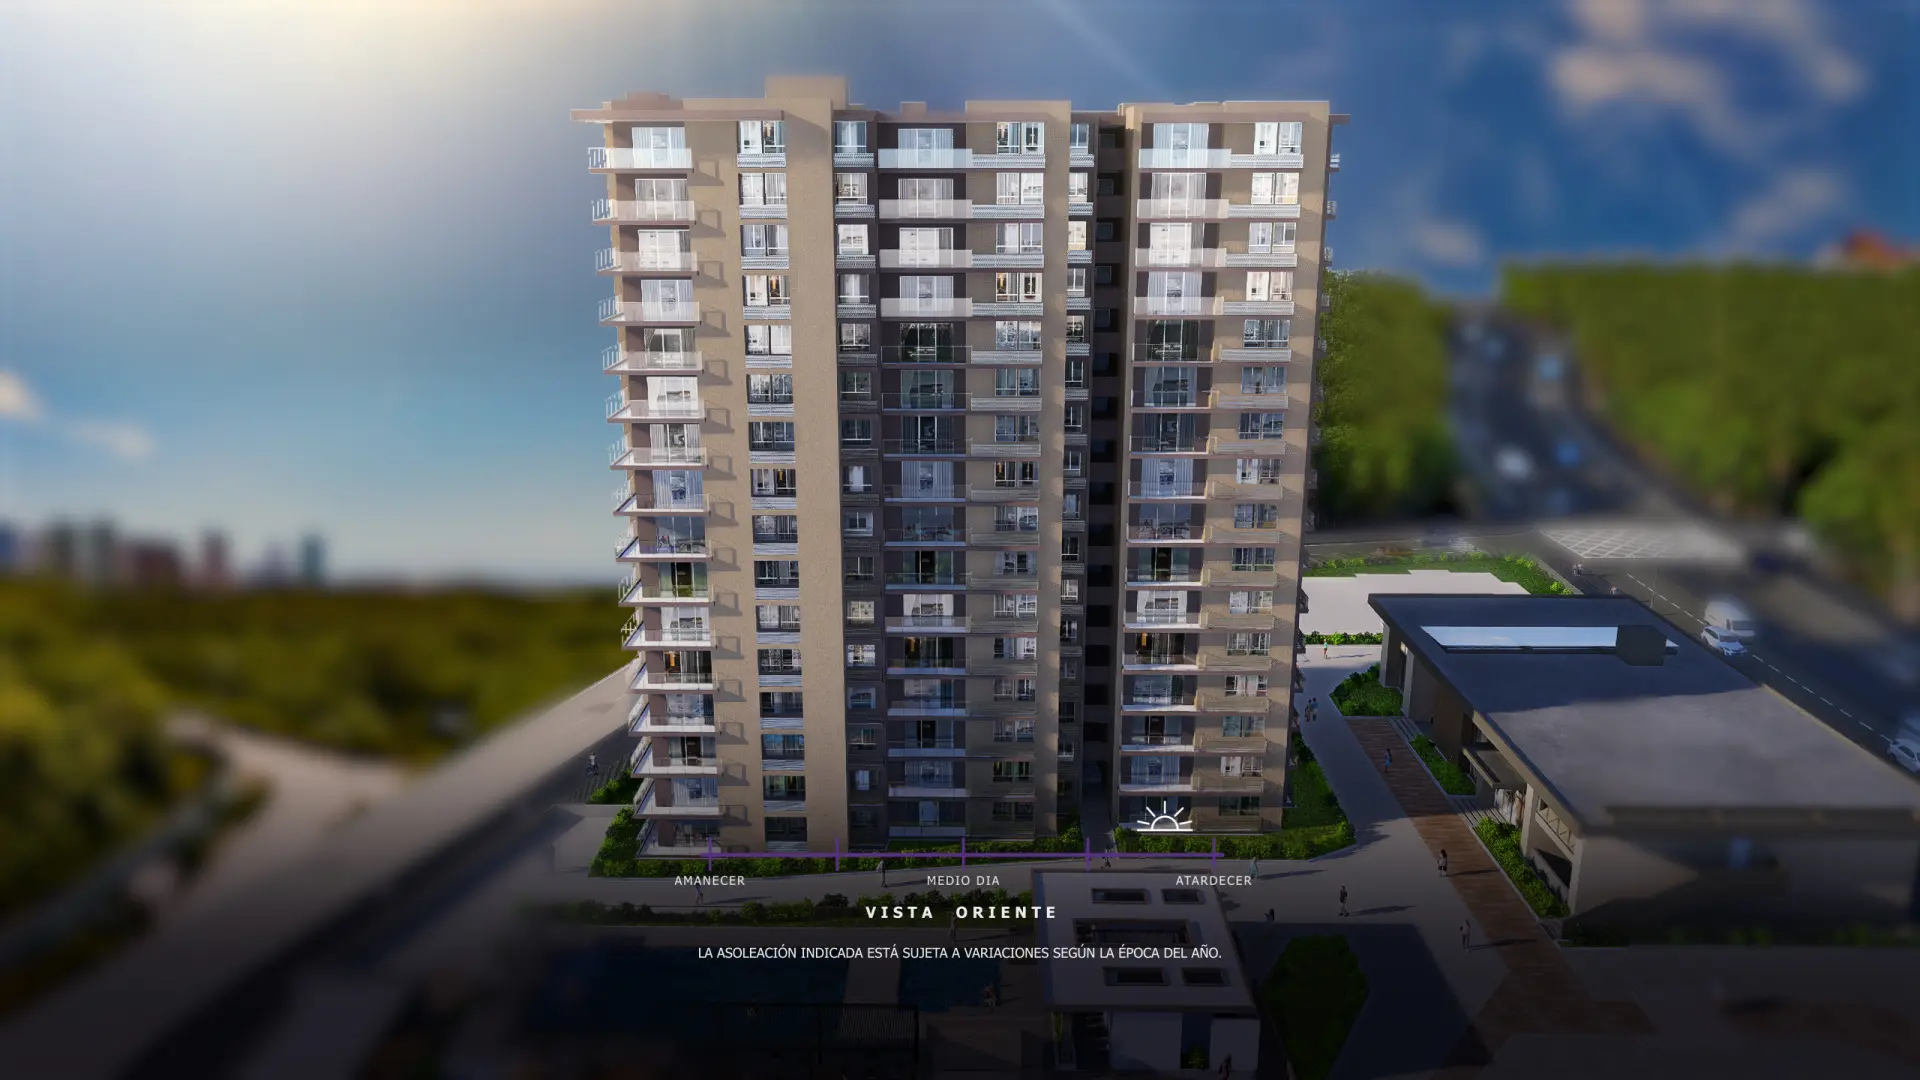 AMANECER MEDIO DIA ATARDECER
VISTA ORIENTE
LA ASOLEACIÓN INDICADA ESTÁ SUJETA A VARIACIONES SEGÚN LA ÉPOCA DEL AÑO.